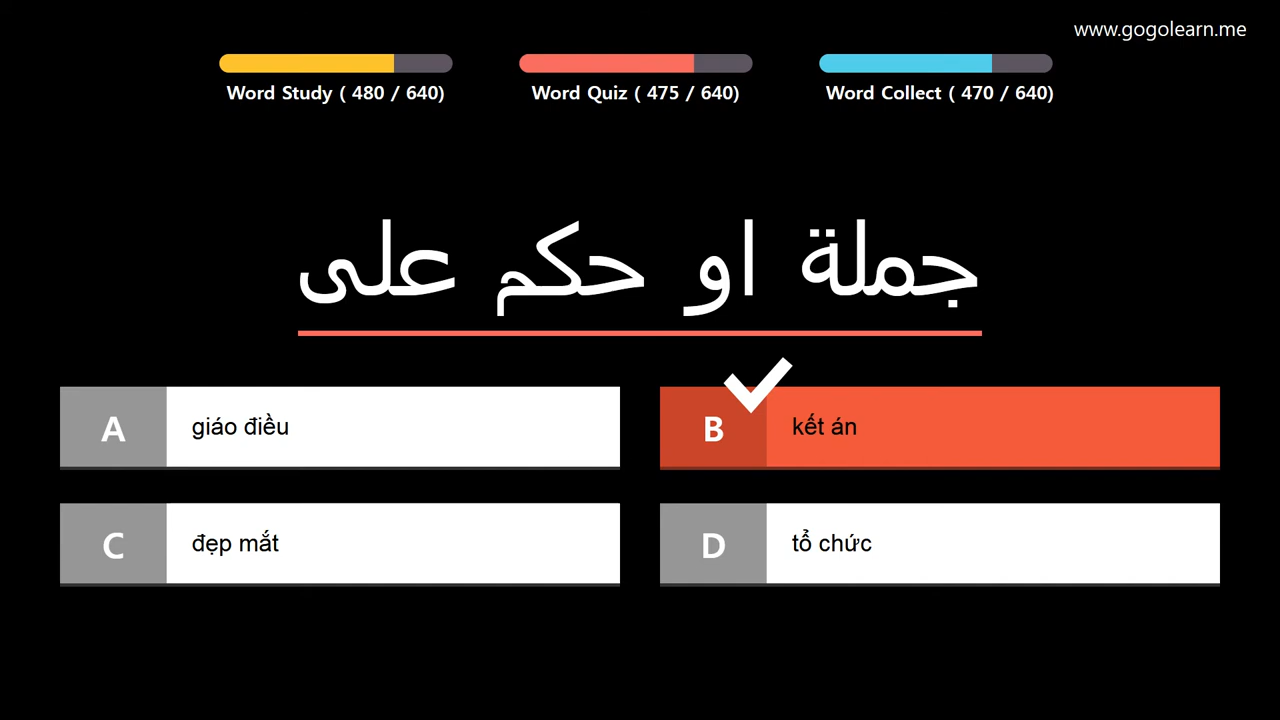 www.gogolearn.me
Word Study ( 480 / 640)
Word Quiz ( 475 / 640)
Word Collect ( 470 / 640)
جملة او حكم على
A
giáo điều
B
kết án
C
đẹp mắt
D
tổ chức